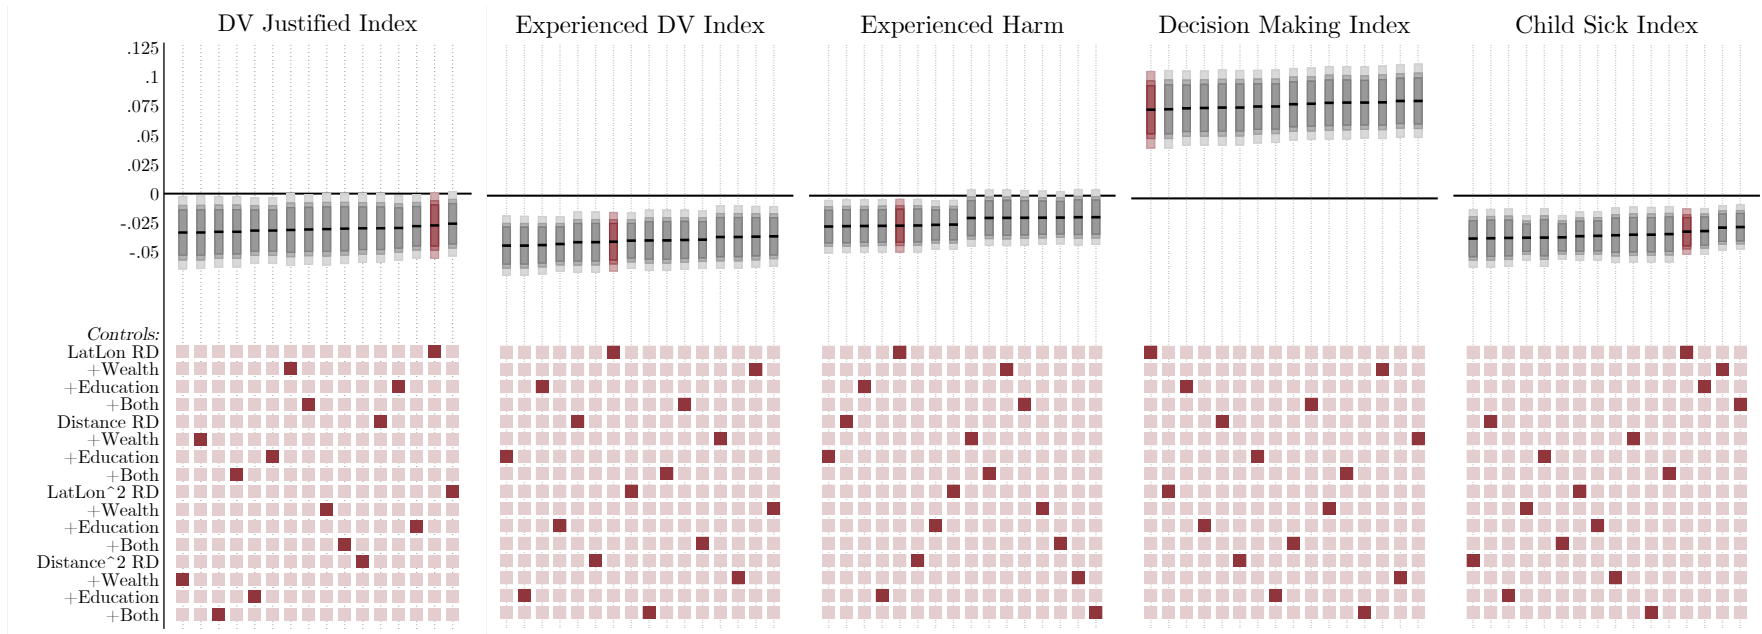 DV Justified Index
Experienced DV Index
Experienced Harm
Decision Making Index
Child Sick Index
.125
.1
.075
.05
.025
0
-.025
-.05
Controls:
LatLon RD
+Wealth
+Education
+Both
Distance RD
+Wealth
+Education
+Both
LatLon^2 RD
+Wealth
+Education
+Both
Distance^2 RD
+Wealth
+Education
+Both